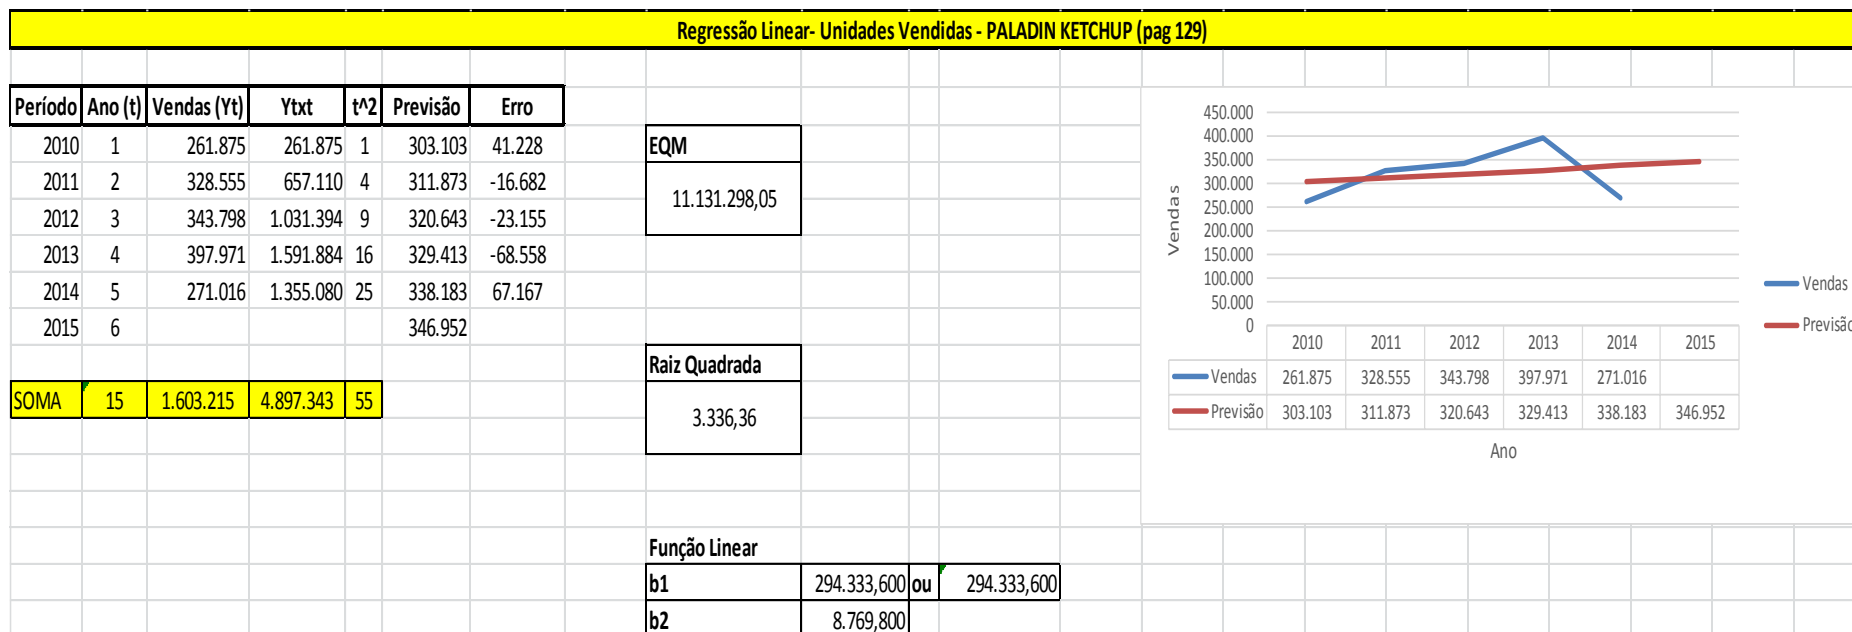 Regressão Linear- Unidades Vendidas - PALADIN KETCHUP (pag 129)
Período Ano (t) Vendas (Yt) Ytxt t^2 Previsão Erro
2010 1 261.875 261.875 1 303.103 41.228
2011 2 328.555 657.110 4 311.873 -16.682
2012 3 343.798 1.031.394 9 320.643 -23.155
2013 4 397.971 1.591.884 16 329.413 -68.558
2014 5 271.016 1.355.080 25 338.183 67.167
2015 6 346.952
SOMA 15 1.603.215 4.897.343 55
EQM
11.131.298,05
Raiz Quadrada
3.336,36
Função Linear
b1 294.333,600 ou 294.333,600
b2 8.769,800
450.000
400.000
350.000
300.000
250.000
200.000
150.000
100.000
50.000
0
Vendas
2010 2011 2012 2013 2014 2015
Vendas 261.875 328.555 343.798 397.971 271.016
Previsão 303.103 311.873 320.643 329.413 338.183 346.952
Ano
Vendas
Previsão